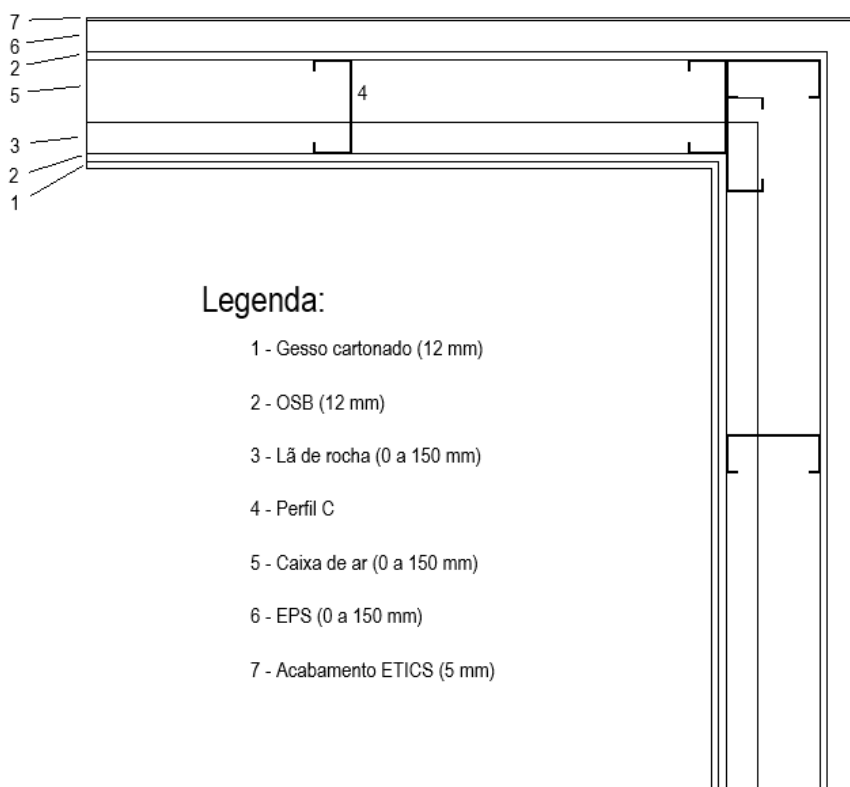 7
6
2
5
4
3
2
1
Legenda:
1 - Gesso cartonado (12 mm)
2 - OSB (12 mm)
3 - Lã de rocha (0 a 150 mm)
4 - Perfil C
5 - Caixa de ar (0 a 150 mm)
6 - EPS (0 a 150 mm)
7 - Acabamento ETICS (5 mm)